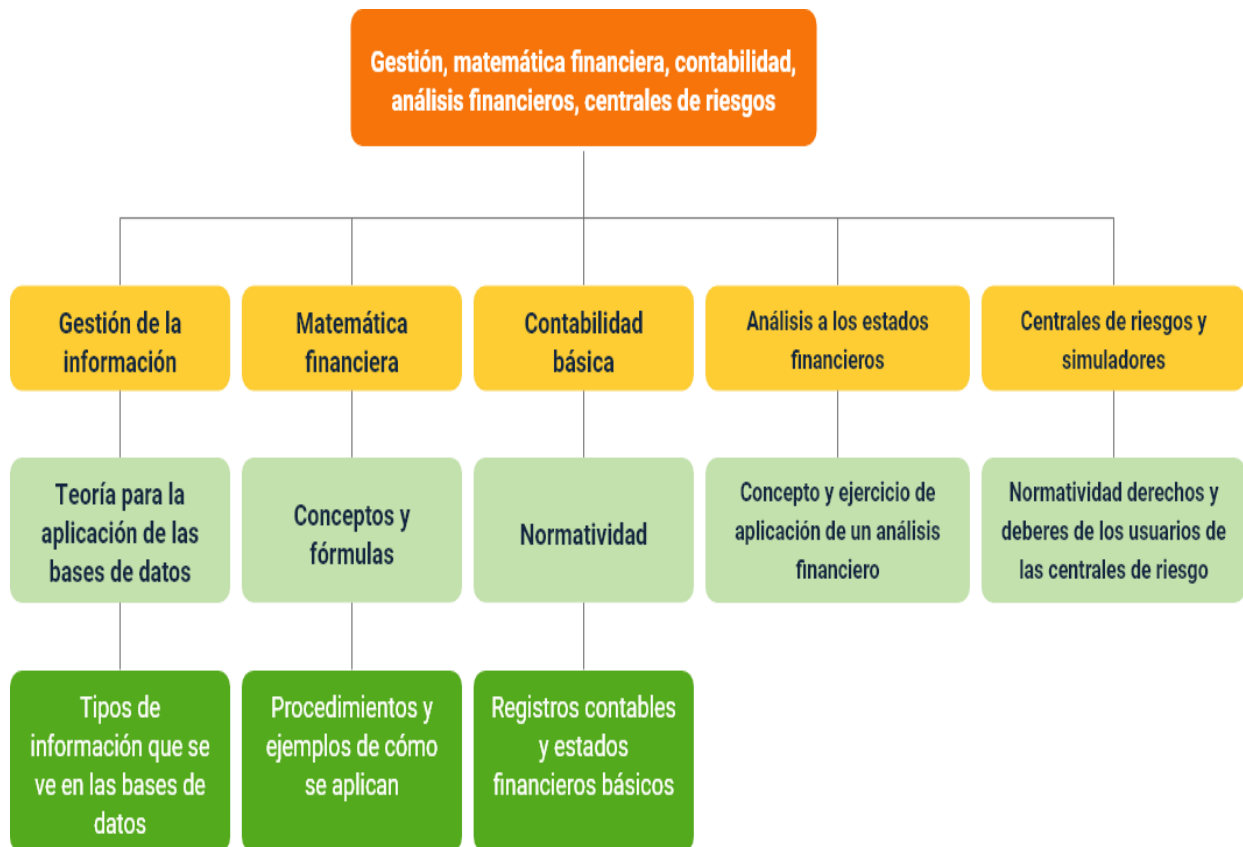 Gestión, matemática financiera, contabilidad,
análisis financieros, centrales de riesgos
Gestión de la
información
Matemática
financiera
Contabilidad
básica
Análisis a los estados
financieros
Centrales de riesgos y
simuladores
Teoría para la
aplicación de las
bases de datos
Conceptos y
fórmulas
Normatividad
Concepto y ejercicio de
aplicación de un análisis
financiero
Normatividad derechos y
deberes de los usuarios de
las centrales de riesgo
Tipos de
información que se
ve en las bases de
datos
Procedimientos y
ejemplos de cómo
se aplican
Registros contables
y estados
financieros básicos